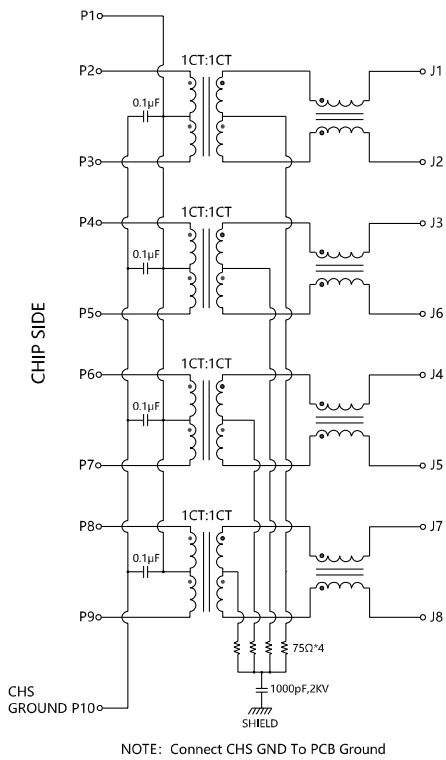 P1
1CT:1CT
P2
J1
0.1μF
P3
J2
1CT:1CT
P4
J3
0.1μF
P5
J6
CHIP SIDE
1CT:1CT
P6
J4
0.1μF
P7
J5
1CT:1CT
P8
J7
0.1μF
P9
J8
75Ω*4
CHS
GROUND P10
1000pF,2KV
SHIELD
NOTE: Connect CHS GND To PCB Ground